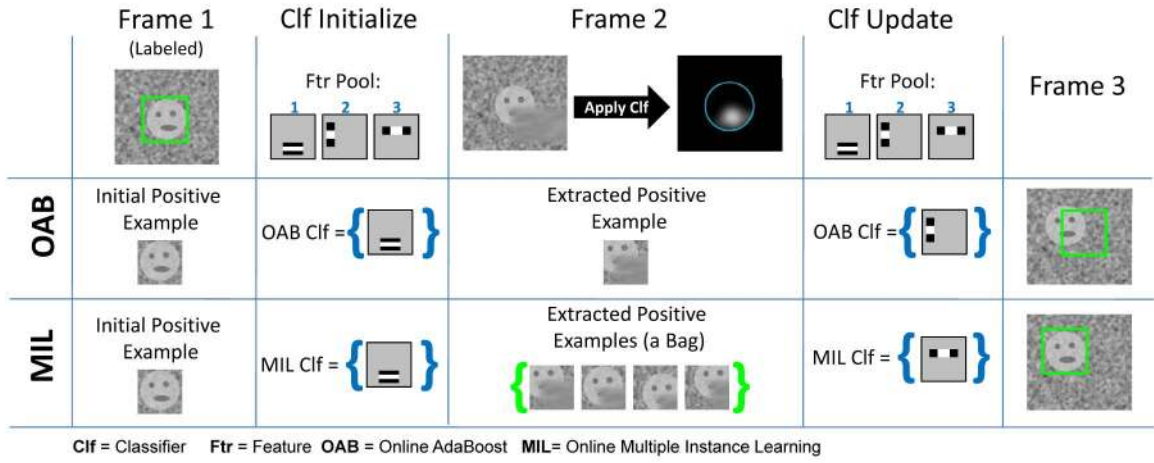 Frame 1
(Labeled)
Clf Initialize
Ftr Pool:
1 2 3
Frame 2
Apply Clf
Clf Update
Ftr Pool:
1 2 3
Frame 3
OAB
Initial Positive
Example
OAB Clf =
Extracted Positive
Example
OAB Clf =
MIL
Initial Positive
Example
MIL Clf =
Extracted Positive
Examples (a Bag)
MIL Clf =
Clf = Classifier Ftr = Feature OAB = Online AdaBoost MIL= Online Multiple Instance Learning